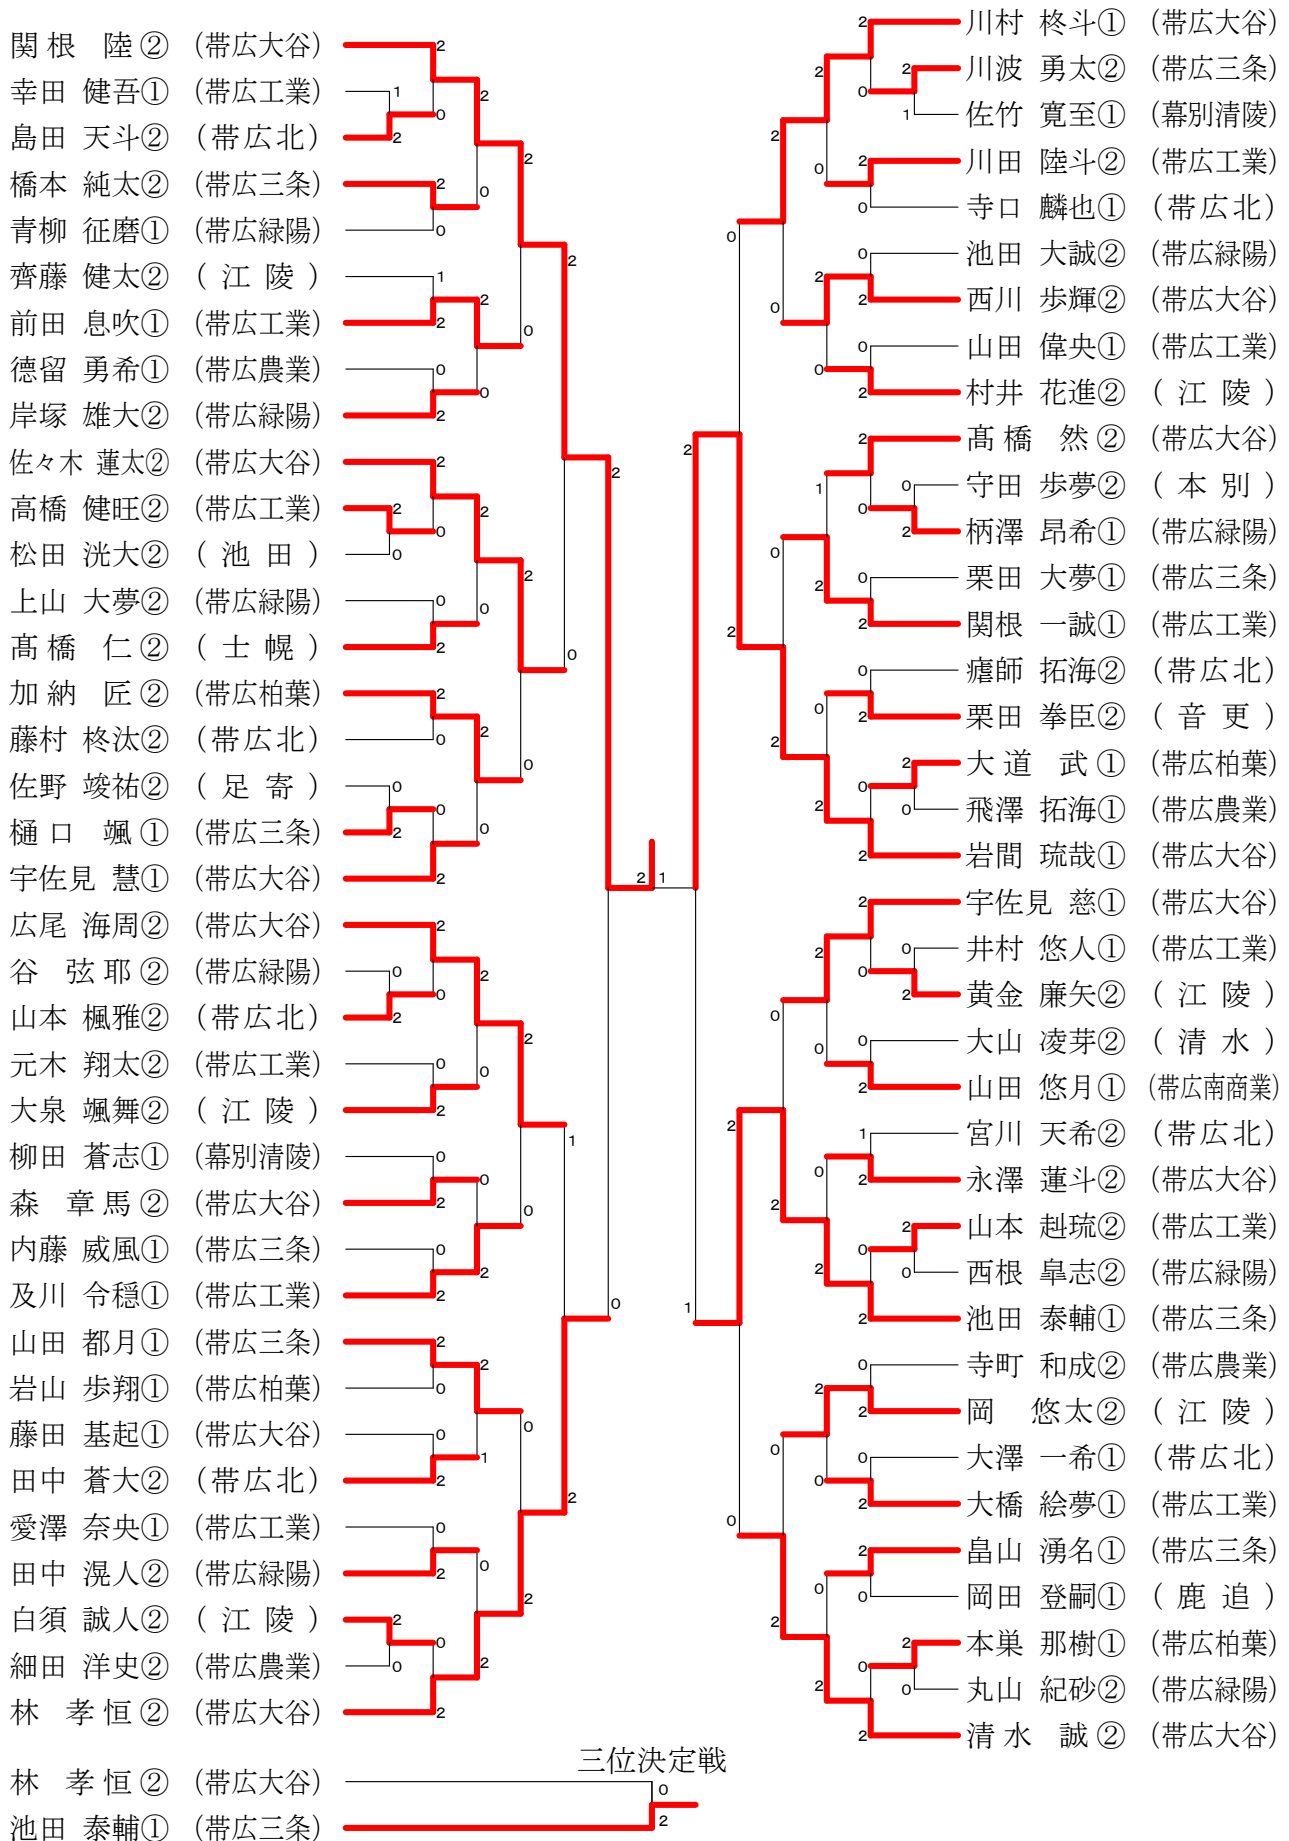 関根 陸② (帯広大谷)
幸田 健吾① (帯広工業)
島田 天斗② (帯広北)
橋本 純太② (帯広三条)
青柳 征磨① (帯広緑陽)
齊藤 健太② (江陵)
前田 息吹① (帯広工業)
徳留 勇希① (帯広農業)
岸塚 雄大② (帯広緑陽)
佐々木 蓮太② (帯広大谷)
高橋 健旺② (帯広工業)
松田 洸大② (池田)
上山 大夢② (帯広緑陽)
髙橋 仁② (士幌)
加納 匠② (帯広柏葉)
藤村 柊汰② (帯広北)
佐野 竣祐② (足寄)
樋口 颯① (帯広三条)
宇佐見 慧① (帯広大谷)
広尾 海周② (帯広大谷)
谷 弦耶② (帯広緑陽)
山本 楓雅② (帯広北)
元木 翔太② (帯広工業)
大泉 颯舞② (江陵)
柳田 蒼志① (幕別清陵)
森 章馬② (帯広大谷)
内藤 威風① (帯広三条)
及川 令穏① (帯広工業)
山田 都月① (帯広三条)
岩山 歩翔① (帯広柏葉)
藤田 基起① (帯広大谷)
田中 蒼大② (帯広北)
愛澤 奈央① (帯広工業)
田中 滉人② (帯広緑陽)
白須 誠人② (江陵)
細田 洋史② (帯広農業)
林 孝恒② (帯広大谷)
川村 柊斗① (帯広大谷)
川波 勇太② (帯広三条)
佐竹 寛至① (幕別清陵)
川田 陸斗② (帯広工業)
寺口 麟也① (帯広北)
池田 大誠② (帯広緑陽)
西川 歩輝② (帯広大谷)
山田 偉央① (帯広工業)
村井 花進② (江陵)
髙橋 然② (帯広大谷)
守田 歩夢② (本別)
柄澤 昂希① (帯広緑陽)
栗田 大夢① (帯広三条)
関根 一誠① (帯広工業)
瘧師 拓海② (帯広北)
栗田 拳臣② (音更)
大道 武① (帯広柏葉)
飛澤 拓海① (帯広農業)
岩間 琉哉① (帯広大谷)
宇佐見 慈① (帯広大谷)
井村 悠人① (帯広工業)
黄金 廉矢② (江陵)
大山 凌芽② (清水)
山田 悠月① (帯広南商業)
宮川 天希② (帯広北)
永澤 蓮斗② (帯広大谷)
山本 赳琉② (帯広工業)
西根 皐志② (帯広緑陽)
池田 泰輔① (帯広三条)
寺町 和成② (帯広農業)
岡 悠太② (江陵)
大澤 一希① (帯広北)
大橋 絵夢① (帯広工業)
畠山 湧名① (帯広三条)
岡田 登嗣① (鹿追)
本巣 那樹① (帯広柏葉)
丸山 紀砂② (帯広緑陽)
清水 誠② (帯広大谷)
三位決定戦
林 孝恒② (帯広大谷) 0
池田 泰輔① (帯広三条) 2